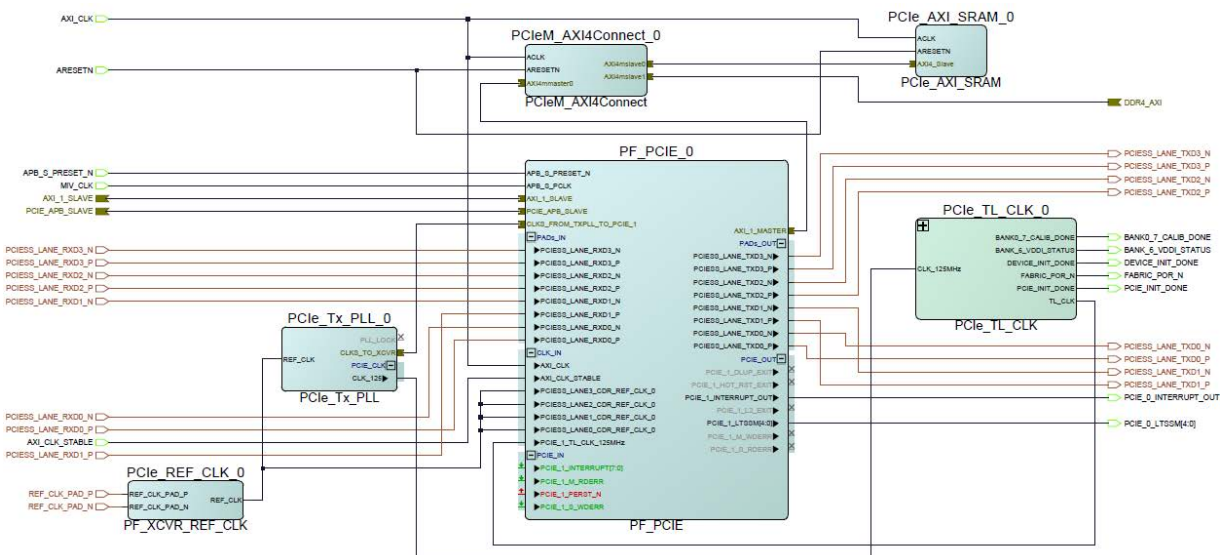 AXI_CLK
ARESETN
PCIeM_AXI4Connect_0
ACLK
ARESETN
AXI4mmaster0
AXI4mslave0
AXI4mslave1
PCIeM_AXI4Connect
PCIe_AXI_SRAM_0
ACLK
ARESETN
AXI4_Slave
PCIe_AXI_SRAM
DDR4_AXI
APB_S_PRESET_N
MIV_CLK
AXI_1_SLAVE
PCIE_APB_SLAVE
PCIESS_LANE_RXD3_N
PCIESS_LANE_RXD3_P
PCIESS_LANE_RXD2_N
PCIESS_LANE_RXD2_P
PCIESS_LANE_RXD1_N
PCIe_Tx_PLL_0
REF_CLK
PLL_LOCK
CLKS_TO_XCVR
PCIE_CLK
CLK_125
PCIe_Tx_PLL
PCIESS_LANE_RXD0_N
PCIESS_LANE_RXD0_P
AXI_CLK_STABLE
PCIESS_LANE_RXD1_P
PCIe_REF_CLK_0
REF_CLK_PAD_P
REF_CLK_PAD_N
REF_CLK_PAD_P
REF_CLK_PAD_N
REF_CLK
PF_XCVR_REF_CLK
PF_PCIE_0
APB_S_PRESET_N
APB_S_PCLK
AXI_1_SLAVE
PCIE_APB_SLAVE
CLKS_FROM_TXPLL_TO_PCIE_1
PADs_IN
PCIESS_LANE_RXD3_N
PCIESS_LANE_RXD3_P
PCIESS_LANE_RXD2_N
PCIESS_LANE_RXD2_P
PCIESS_LANE_RXD1_N
PCIESS_LANE_RXD1_P
PCIESS_LANE_RXD0_N
PCIESS_LANE_RXD0_P
CLK_IN
AXI_CLK
AXI_CLK_STABLE
PCIESS_LANE3_CDR_REF_CLK_0
PCIESS_LANE2_CDR_REF_CLK_0
PCIESS_LANE1_CDR_REF_CLK_0
PCIESS_LANE0_CDR_REF_CLK_0
PCIE_1_TL_CLK_125MHz
PCIE_IN
PCIE_1_INTERRUPT[7:0]
PCIE_1_M_RDERR
PCIE_1_PERST_N
PCIE_1_S_WDERR
AXI_1_MASTER
PADs_OUT
PCIESS_LANE_TXD3_N
PCIESS_LANE_TXD3_P
PCIESS_LANE_TXD2_N
PCIESS_LANE_TXD2_P
PCIESS_LANE_TXD1_N
PCIESS_LANE_TXD1_P
PCIESS_LANE_TXD0_N
PCIESS_LANE_TXD0_P
PCIE_OUT
PCIE_1_DLUP_EXIT
PCIE_1_HOT_RST_EXIT
PCIE_1_INTERRUPT_OUT
PCIE_1_L2_EXIT
PCIE_1_LTSSM[4:0]
PCIE_1_M_WDERR
PCIE_1_S_RDERR
PF_PCIE
PCIESS_LANE_TXD3_N
PCIESS_LANE_TXD3_P
PCIESS_LANE_TXD2_N
PCIESS_LANE_TXD2_P
PCIe_TL_CLK_0
CLK_125MHz
BANK0_7_CALIB_DONE
BANK_6_VDDI_STATUS
DEVICE_INIT_DONE
FABRIC_POR_N
PCIE_INIT_DONE
TL_CLK
PCIe_TL_CLK
BANK0_7_CALIB_DONE
BANK_6_VDDI_STATUS
DEVICE_INIT_DONE
FABRIC_POR_N
PCIE_INIT_DONE
PCIESS_LANE_TXD0_N
PCIESS_LANE_TXD0_P
PCIESS_LANE_TXD1_N
PCIESS_LANE_TXD1_P
PCIE_0_INTERRUPT_OUT
PCIE_0_LTSSM[4:0]